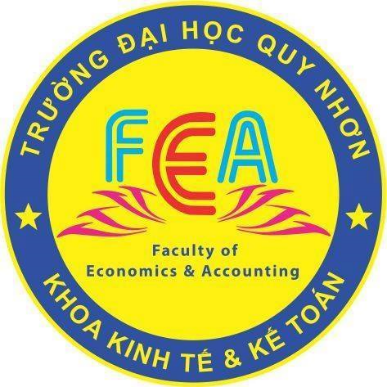 TRƯỜNG ĐẠI HỌC QUY NHƠN
FEA
Faculty of
Economics & Accounting
KHOA KINH TẾ & KẾ TOÁN